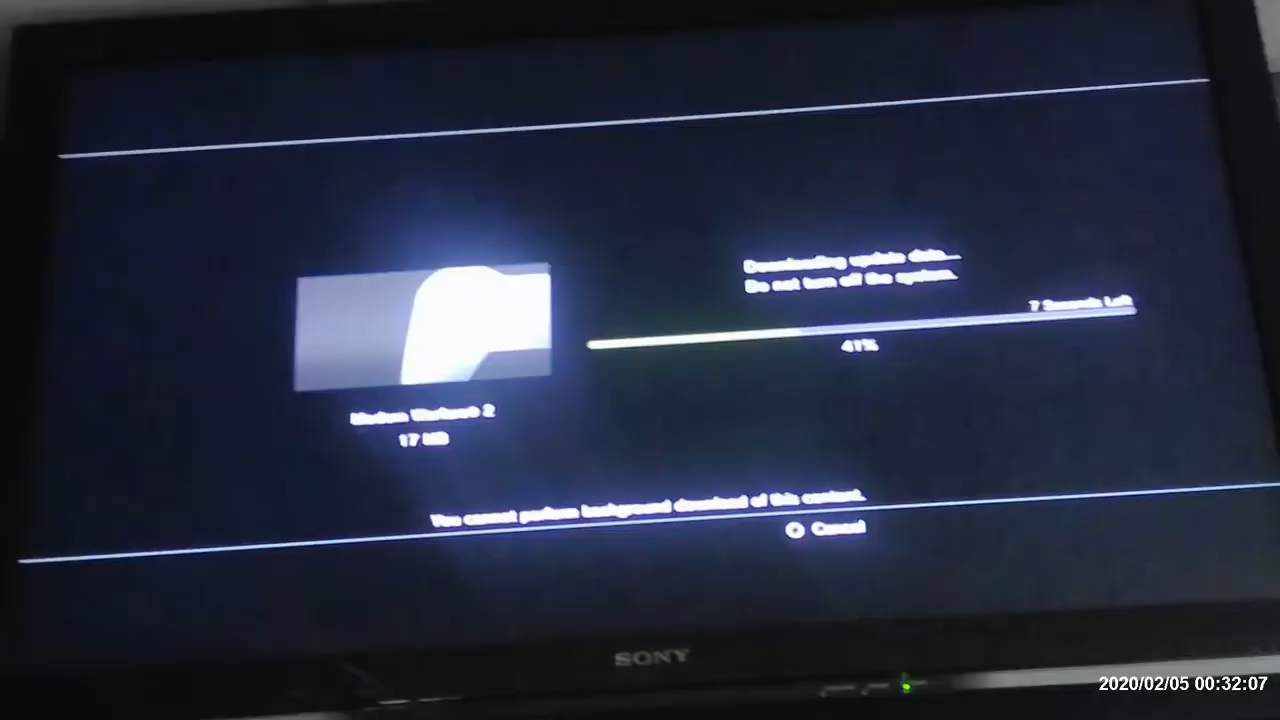 Downloading update data...
Do not turn off the system.
7 Seconds Left
41%
Modern Warfare® 2
17 MB
You cannot perform background download of this content.
Cancel
SONY
2020/02/05 00:32:07